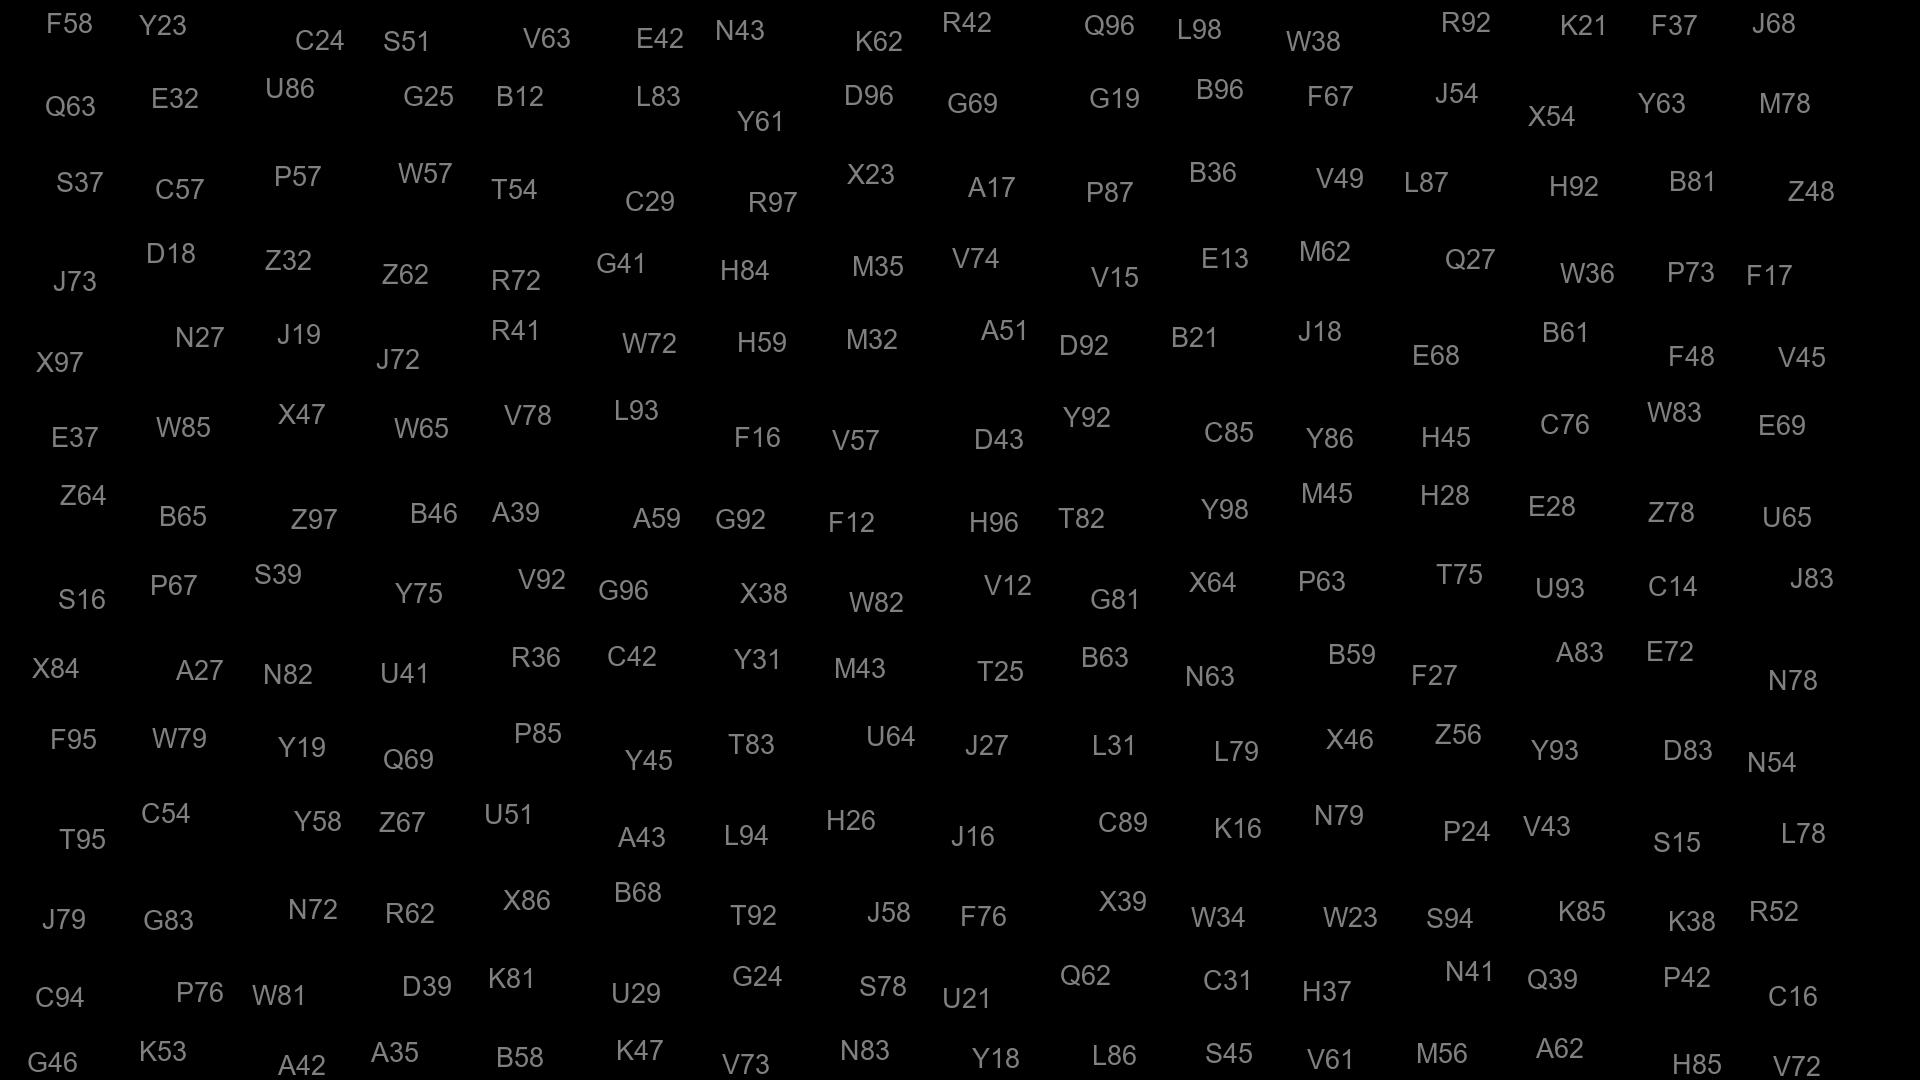 F58 Y23 C24 S51 V63 E42 N43 K62 R42 Q96 L98 W38 R92 K21 F37 J68
Q63 E32 U86 G25 B12 L83 Y61 D96 G69 G19 B96 F67 J54 X54 Y63 M78
S37 C57 P57 W57 T54 C29 R97 X23 A17 P87 B36 V49 L87 H92 B81 Z48
J73 D18 Z32 Z62 R72 G41 H84 M35 V74 V15 E13 M62 Q27 W36 P73 F17
X97 N27 J19 J72 R41 W72 H59 M32 A51 D92 B21 J18 E68 B61 F48 V45
E37 W85 X47 W65 V78 L93 F16 V57 D43 Y92 C85 Y86 H45 C76 W83 E69
Z64 B65 Z97 B46 A39 A59 G92 F12 H96 T82 Y98 M45 H28 E28 Z78 U65
S16 P67 S39 Y75 V92 G96 X38 W82 V12 G81 X64 P63 T75 U93 C14 J83
X84 A27 N82 U41 R36 C42 Y31 M43 T25 B63 N63 B59 F27 A83 E72 N78
F95 W79 Y19 Q69 P85 Y45 T83 U64 J27 L31 L79 X46 Z56 Y93 D83 N54
T95 C54 Y58 Z67 U51 A43 L94 H26 J16 C89 K16 N79 P24 V43 S15 L78
J79 G83 N72 R62 X86 B68 T92 J58 F76 X39 W34 W23 S94 K85 K38 R52
C94 P76 W81 D39 K81 U29 G24 S78 U21 Q62 C31 H37 N41 Q39 P42 C16
G46 K53 A42 A35 B58 K47 V73 N83 Y18 L86 S45 V61 M56 A62 H85 V72